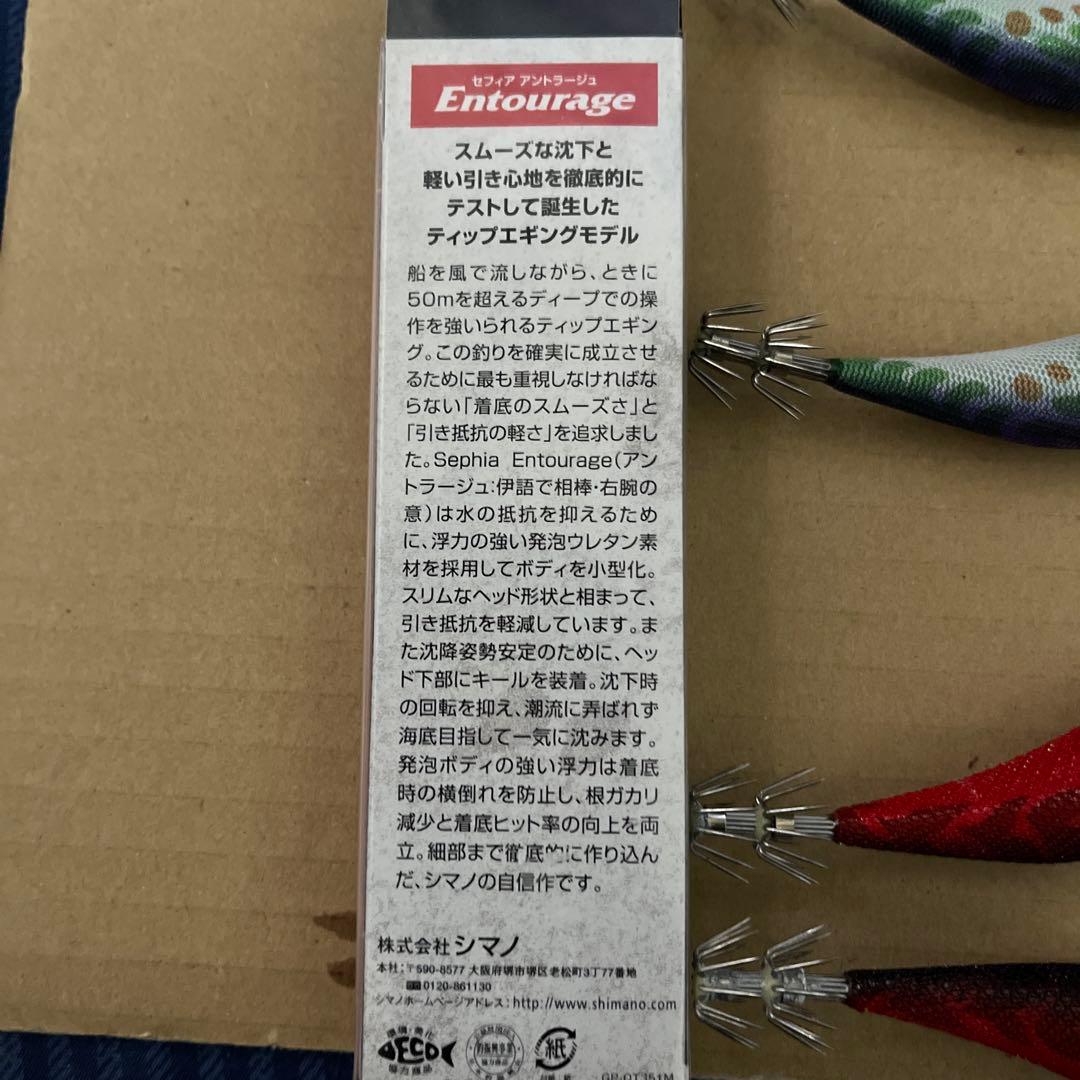 セフィア アントラージュ
Entourage
スムーズな沈下と
軽い引き心地を徹底的に
テストして誕生した
ティップエギングモデル
船を風で流しながら、ときに
50mを超えるディープでの操
作を強いられるティップエギン
グ。この釣りを確実に成立させ
るために最も重視しなければな
らない「着底のスムーズさ」と
「引き抵抗の軽さ」を追求しまし
た。Sephia Entourage(アン
トラージュ:伊語で相棒・右腕の
意)は水の抵抗を抑えるため
に、浮力の強い発泡ウレタン素
材を採用してボディを小型化。
スリムなヘッド形状と相まって、
引き抵抗を軽減しています。ま
た沈降姿勢安定のために、ヘッ
ド下部にキールを装着。沈下時
の回転を抑え、潮流に弄ばれず
海底目指して一気に沈みます。
発泡ボディの強い浮力は着底
時の横倒れを防止し、根ガカリ
減少と着底ヒット率の向上を両
立。細部まで徹底的に作り込ん
だ、シマノの自信作です。
株式会社シマノ
本社:〒590-8577 大阪府堺市堺区老松町3丁77番地
0120-861130
シマノホームページアドレス:http://www.shimano.com
環境・美化
DECO
協力商品
協力商品
紙
GP-QT351M